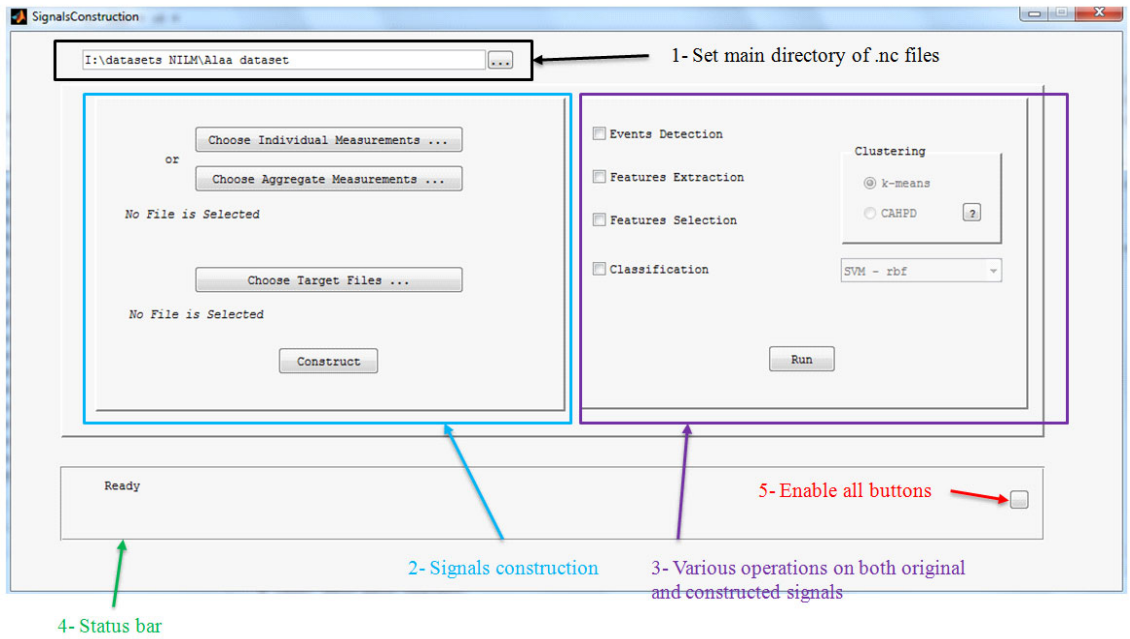 SignalsConstruction
I:\datasets NILM\Alaa dataset
...
1- Set main directory of .nc files
Choose Individual Measurements ...
or
Choose Aggregate Measurements ...
No File is Selected
Choose Target Files ...
No File is Selected
Construct
Events Detection
Features Extraction
Features Selection
Classification
Clustering
k-means
CAHPD
?
SVM - rbf
Run
Ready
5- Enable all buttons
2- Signals construction
3- Various operations on both original
and constructed signals
4- Status bar